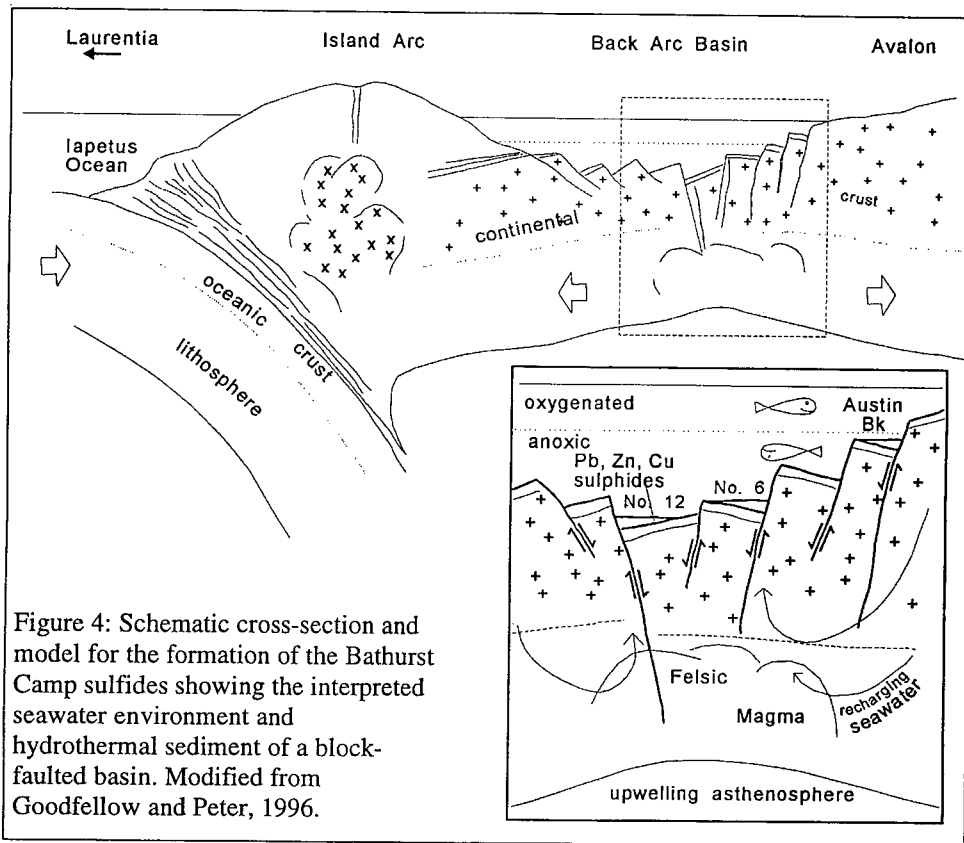 Laurentia
Island Arc
Back Arc Basin
Avalon
Iapetus
Ocean
continental
crust
oceanic
crust
lithosphere
oxygenated
Austin
Bk
anoxic
Pb, Zn, Cu
sulphides
No. 12
No. 6
Felsic
Magma
recharging
seawater
upwelling asthenosphere
Figure 4: Schematic cross-section and
model for the formation of the Bathurst
Camp sulfides showing the interpreted
seawater environment and
hydrothermal sediment of a block-
faulted basin. Modified from
Goodfellow and Peter, 1996.